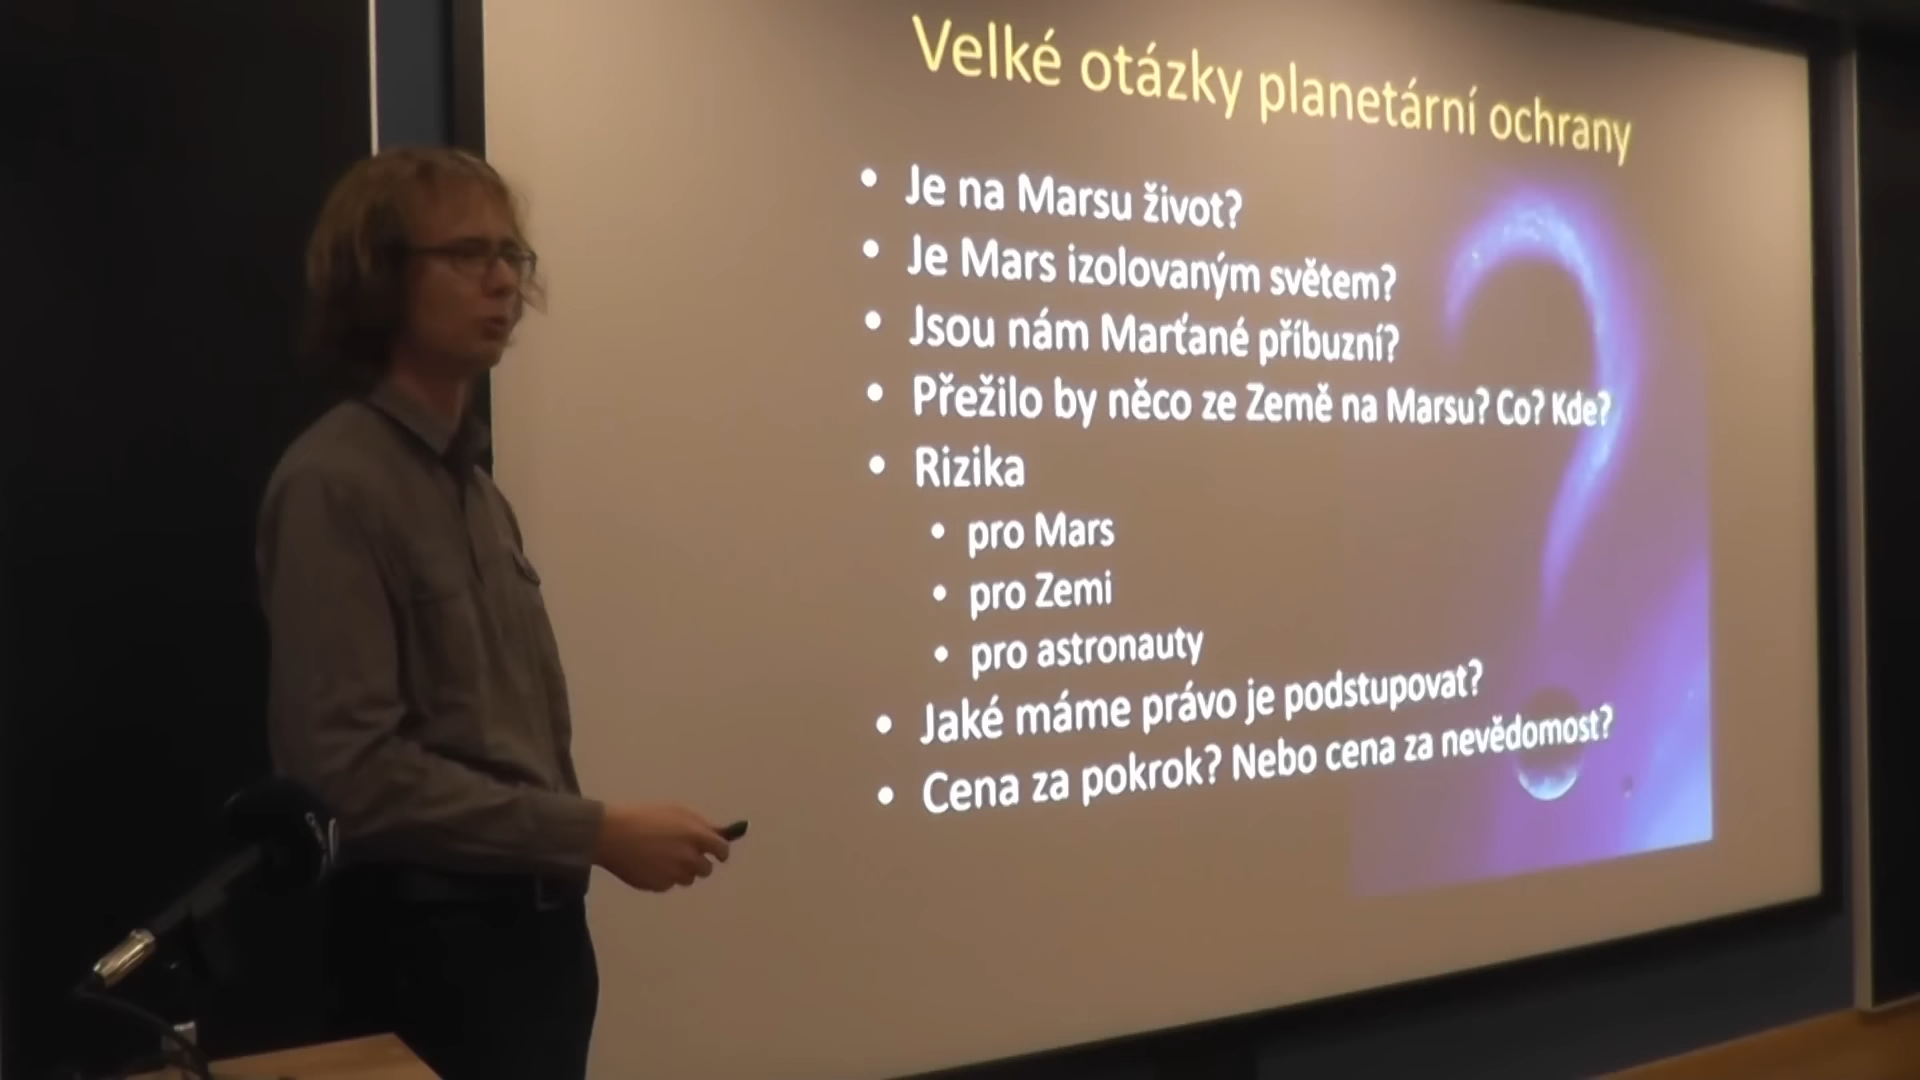 Velké otázky planetární ochrany
• Je na Marsu život?
• Je Mars izolovaným světem?
• Jsou nám Marťané příbuzní?
• Přežilo by něco ze Země na Marsu? Co? Kde?
• Rizika
• pro Mars
• pro Zemi
• pro astronauty
• Jaké máme právo je podstupovat?
• Cena za pokrok? Nebo cena za nevědomost?